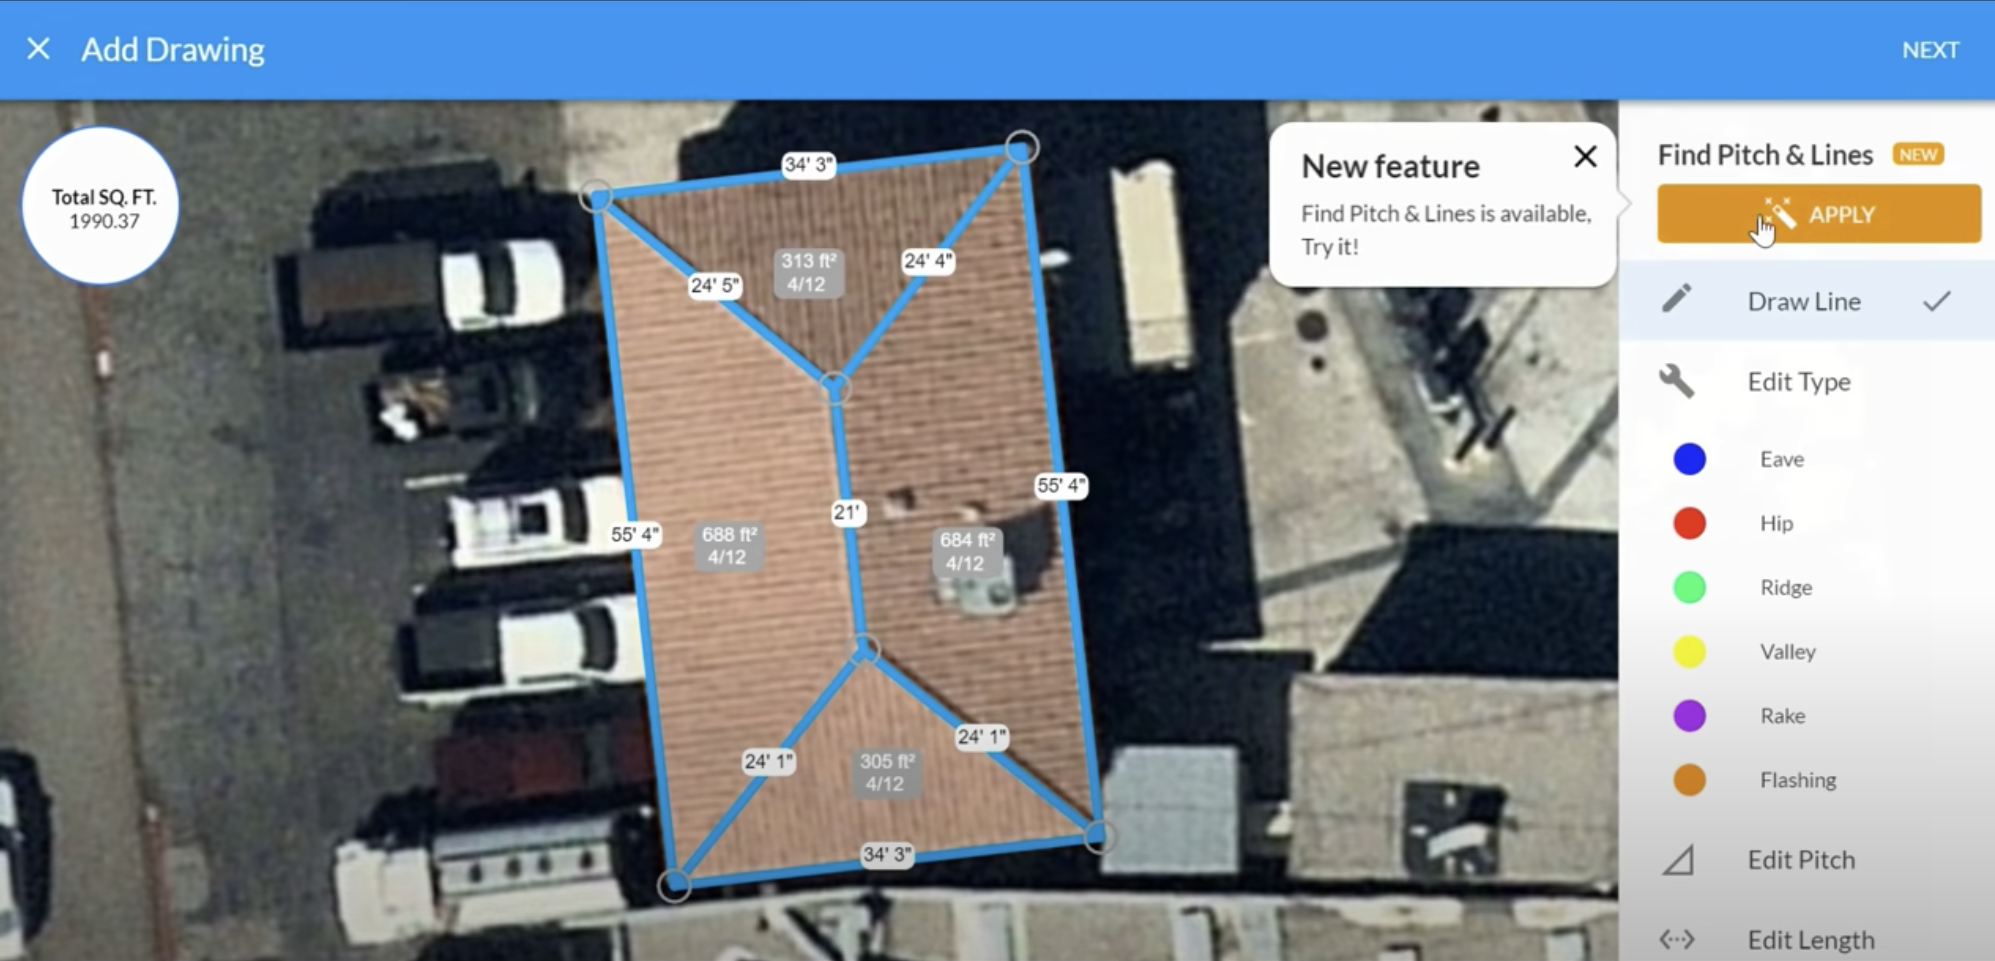 Add Drawing
NEXT
Total SQ. FT.
1990.37
34' 3"
24' 5"
313 ft²
4/12
24' 4"
55' 4"
688 ft²
4/12
21'
684 ft²
4/12
55' 4"
24' 1"
305 ft²
4/12
24' 1"
34' 3"
New feature
Find Pitch & Lines is available,
Try it!
Find Pitch & Lines NEW
APPLY
Draw Line
Edit Type
Eave
Hip
Ridge
Valley
Rake
Flashing
Edit Pitch
Edit Length